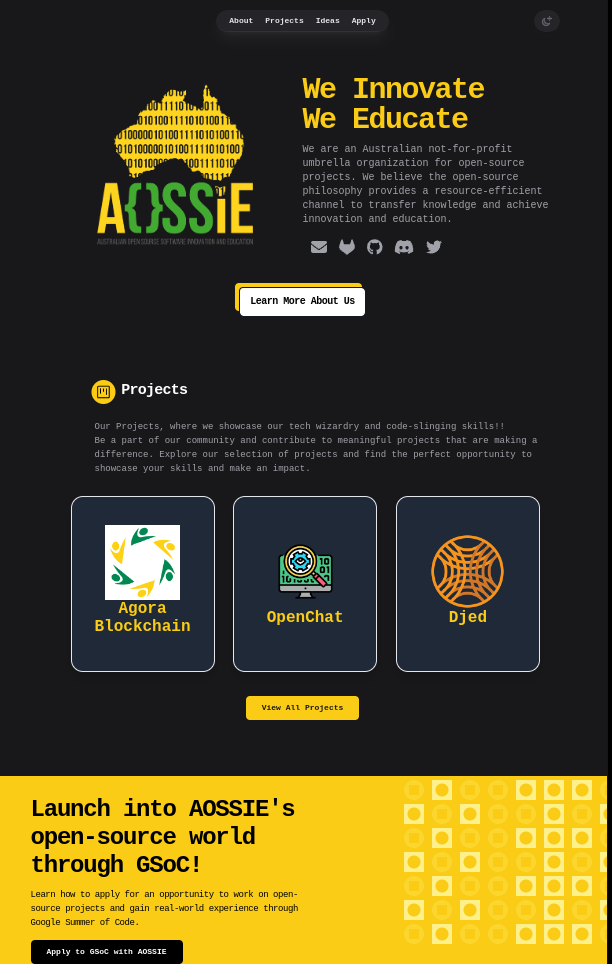 About Projects Ideas Apply
We Innovate
We Educate
We are an Australian not-for-profit
umbrella organization for open-source
projects. We believe the open-source
philosophy provides a resource-efficient
channel to transfer knowledge and achieve
innovation and education.
A{}SSiE
AUSTRALIAN OPEN SOURCE SOFTWARE INNOVATION AND EDUCATION
Learn More About Us
Projects
Our Projects, where we showcase our tech wizardry and code-slinging skills!!
Be a part of our community and contribute to meaningful projects that are making a
difference. Explore our selection of projects and find the perfect opportunity to
showcase your skills and make an impact.
Agora
Blockchain
OpenChat
Djed
View All Projects
Launch into AOSSIE's
open-source world
through GSoC!
Learn how to apply for an opportunity to work on open-
source projects and gain real-world experience through
Google Summer of Code.
Apply to GSoC with AOSSIE